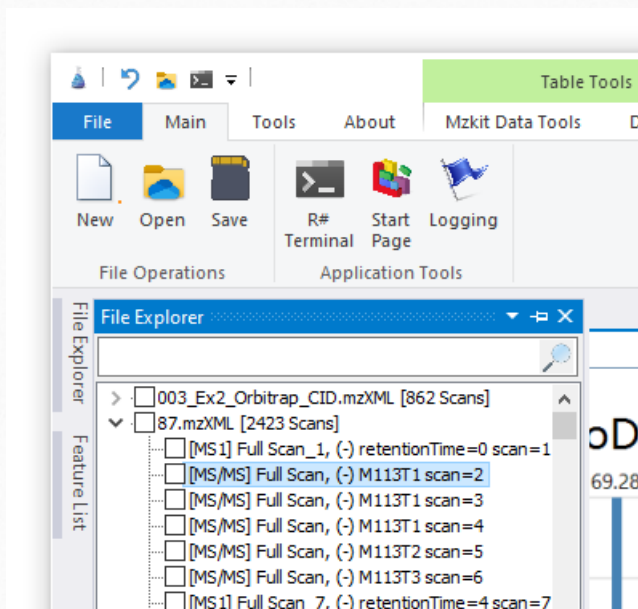 Table Tools
File Main Tools About Mzkit Data Tools
New Open Save R# Terminal Start Page Logging
File Operations Application Tools
File Explorer
Feature List
File Explorer
003_Ex2_Orbitrap_CID.mzXML [862 Scans]
87.mzXML [2423 Scans]
[MS1] Full Scan_1, (-) retentionTime=0 scan=1
[MS/MS] Full Scan, (-) M113T1 scan=2
[MS/MS] Full Scan, (-) M113T1 scan=3
[MS/MS] Full Scan, (-) M113T1 scan=4
[MS/MS] Full Scan, (-) M113T2 scan=5
[MS/MS] Full Scan, (-) M113T3 scan=6
[MS1] Full Scan_7, (-) retentionTime=4 scan=7
69.28